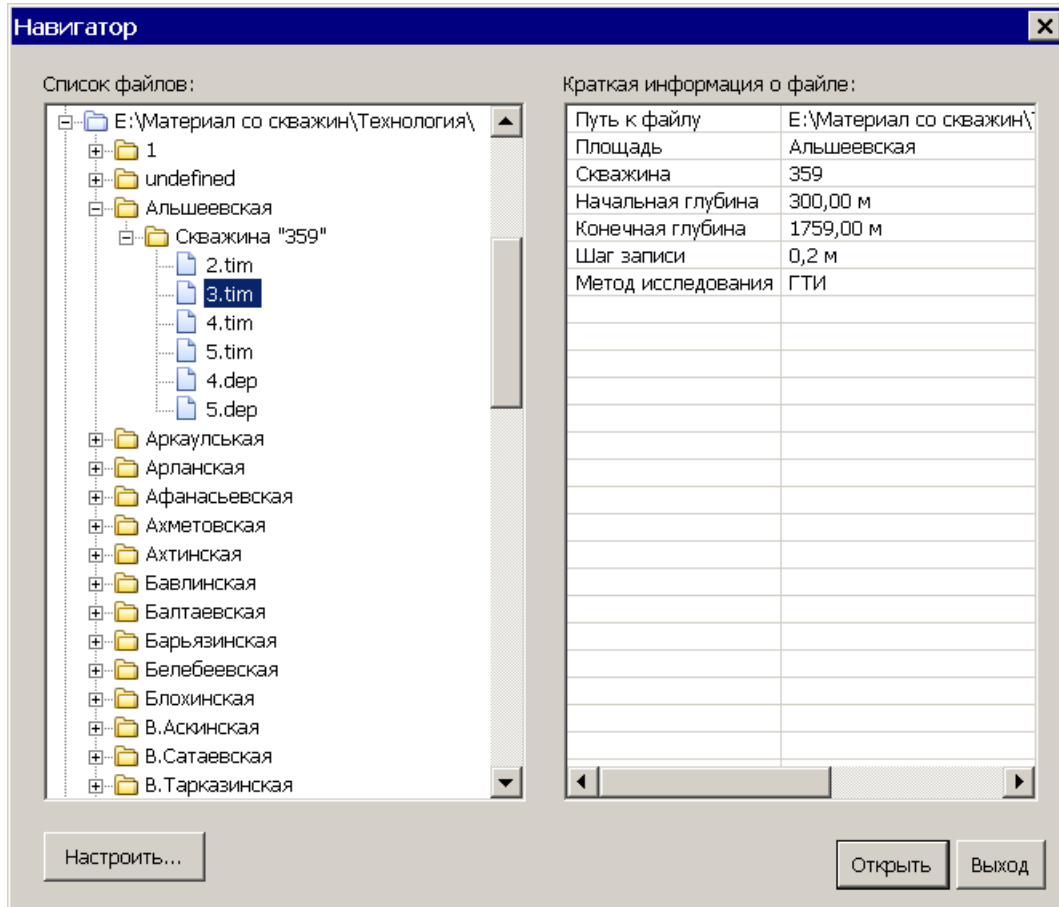 Навигатор
Список файлов:
E:\Материал со скважин\Технология\
1
undefined
Альшеевская
Скважина "359"
2.tim
3.tim
4.tim
5.tim
4.dep
5.dep
Аркаулськая
Арланская
Афанасьевская
Ахметовская
Ахтинская
Бавлинская
Балтаевская
Барьязинская
Белебеевская
Блохинская
В.Аскинская
В.Сатаевская
В.Тарказинская
Краткая информация о файле:
Путь к файлу E:\Материал со скважин\
Площадь Альшеевская
Скважина 359
Начальная глубина 300,00 м
Конечная глубина 1759,00 м
Шаг записи 0,2 м
Метод исследования ГТИ
Настроить...
Открыть Выход